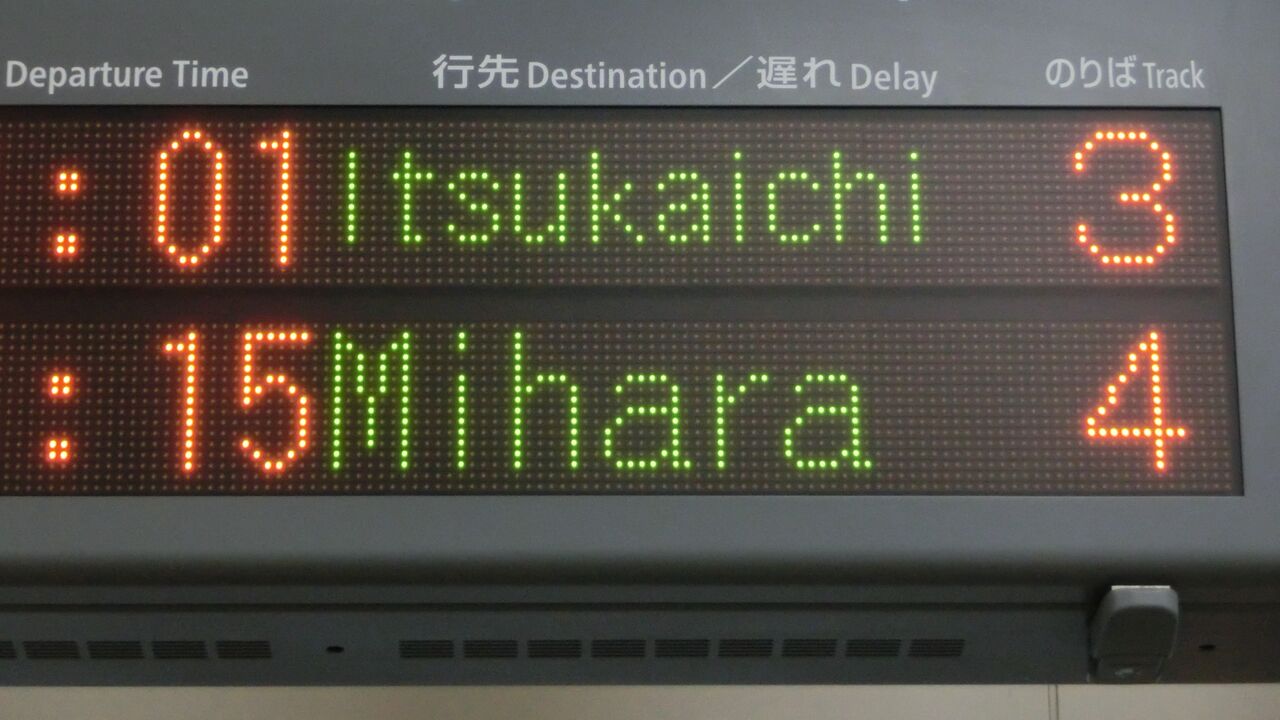 Departure Time 行先 Destination／遅れ Delay のりば Track
:01 Itsukaichi 3
:15 Mihara 4